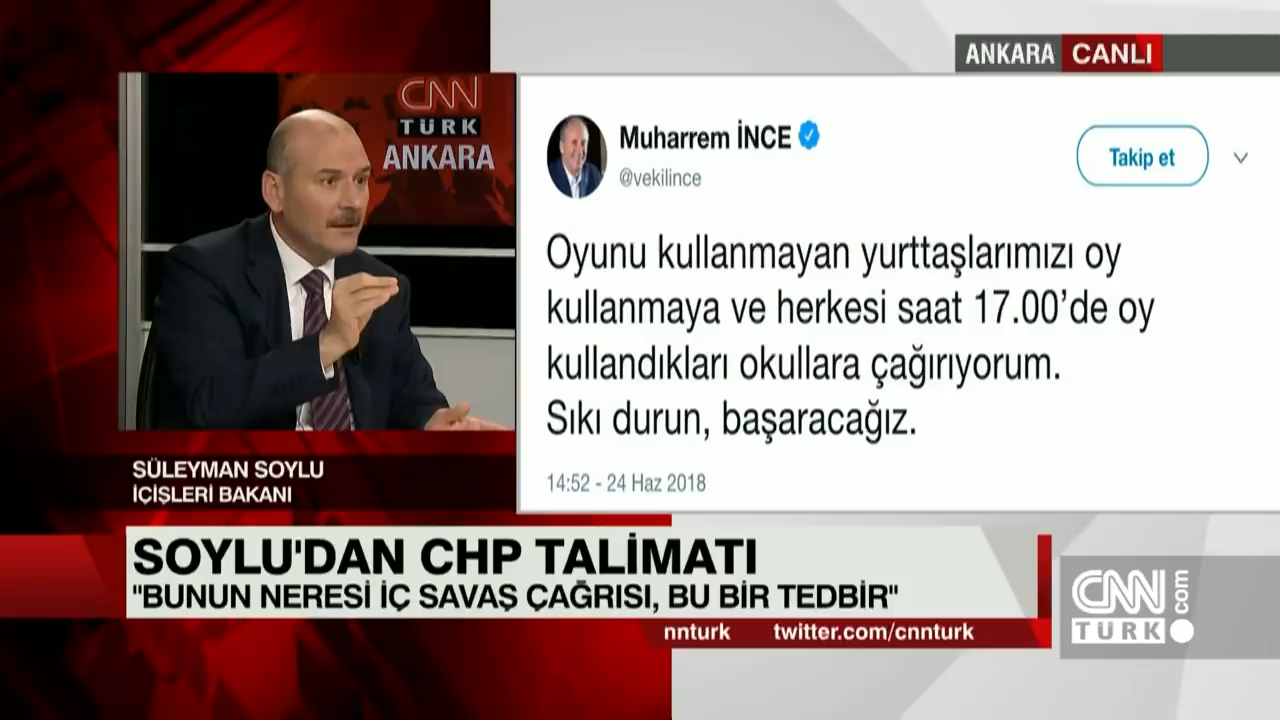 ANKARA CANLI
CNN
TÜRK
ANKARA
Muharrem İNCE
@vekilince
Takip et
Oyunu kullanmayan yurttaşlarımızı oy
kullanmaya ve herkesi saat 17.00’de oy
kullandıkları okullara çağırıyorum.
Sıkı durun, başaracağız.
14:52 - 24 Haz 2018
SÜLEYMAN SOYLU
İÇİŞLERİ BAKANI
SOYLU'DAN CHP TALİMATI
"BUNUN NERESİ İÇ SAVAŞ ÇAĞRISI, BU BİR TEDBİR"
nnturk twitter.com/cnnturk
CNN
TÜRK
.com